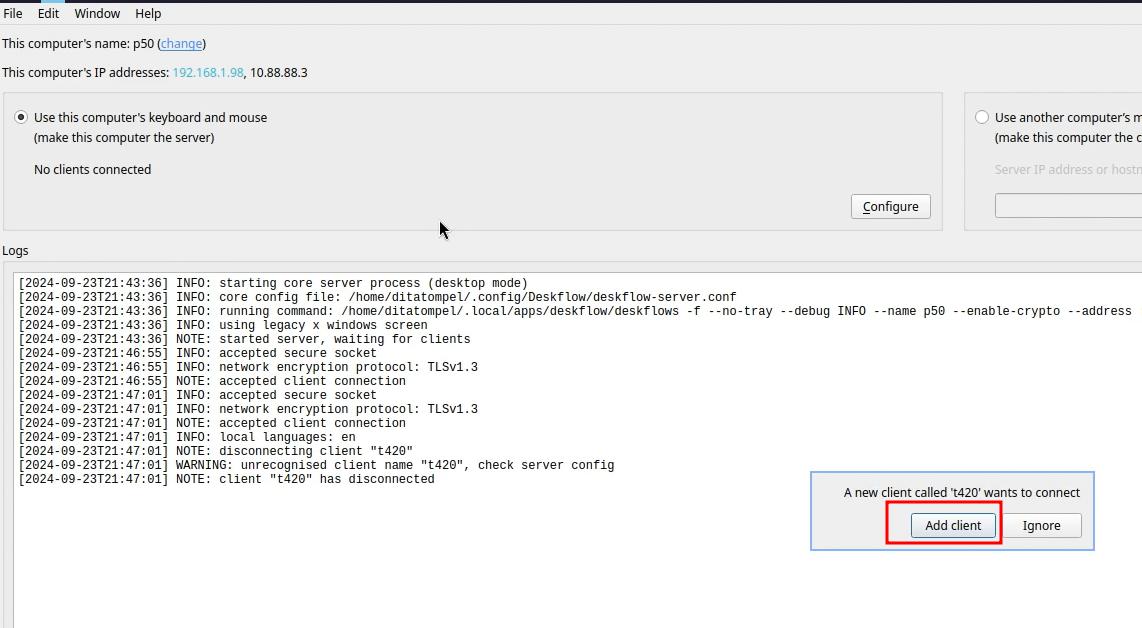 File Edit Window Help
This computer's name: p50 (change)
This computer's IP addresses: 192.168.1.98, 10.88.88.3
Use this computer's keyboard and mouse
(make this computer the server)
No clients connected
Configure
Use another computer's m
(make this computer the c
Server IP address or hostn
Logs
[2024-09-23T21:43:36] INFO: starting core server process (desktop mode)
[2024-09-23T21:43:36] INFO: core config file: /home/ditatompel/.config/Deskflow/deskflow-server.conf
[2024-09-23T21:43:36] INFO: running command: /home/ditatompel/.local/apps/deskflow/deskflows -f --no-tray --debug INFO --name p50 --enable-crypto --address
[2024-09-23T21:43:36] INFO: using legacy x windows screen
[2024-09-23T21:43:36] NOTE: started server, waiting for clients
[2024-09-23T21:46:55] INFO: accepted secure socket
[2024-09-23T21:46:55] INFO: network encryption protocol: TLSv1.3
[2024-09-23T21:46:55] NOTE: accepted client connection
[2024-09-23T21:47:01] INFO: accepted secure socket
[2024-09-23T21:47:01] INFO: network encryption protocol: TLSv1.3
[2024-09-23T21:47:01] NOTE: accepted client connection
[2024-09-23T21:47:01] INFO: local languages: en
[2024-09-23T21:47:01] NOTE: disconnecting client "t420"
[2024-09-23T21:47:01] WARNING: unrecognised client name "t420", check server config
[2024-09-23T21:47:01] NOTE: client "t420" has disconnected
A new client called 't420' wants to connect
Add client Ignore